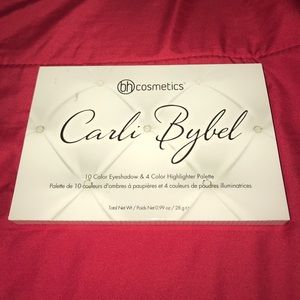 bh cosmetics
Carli Bybel
10 Color Eyeshadow & 4 Color Highlighter Palette
Palette de 10 couleurs d'ombres à paupières et 4 couleurs de poudres illuminatrices
Total Net Wt / Poids Net 0.99 oz / 28 g ℮